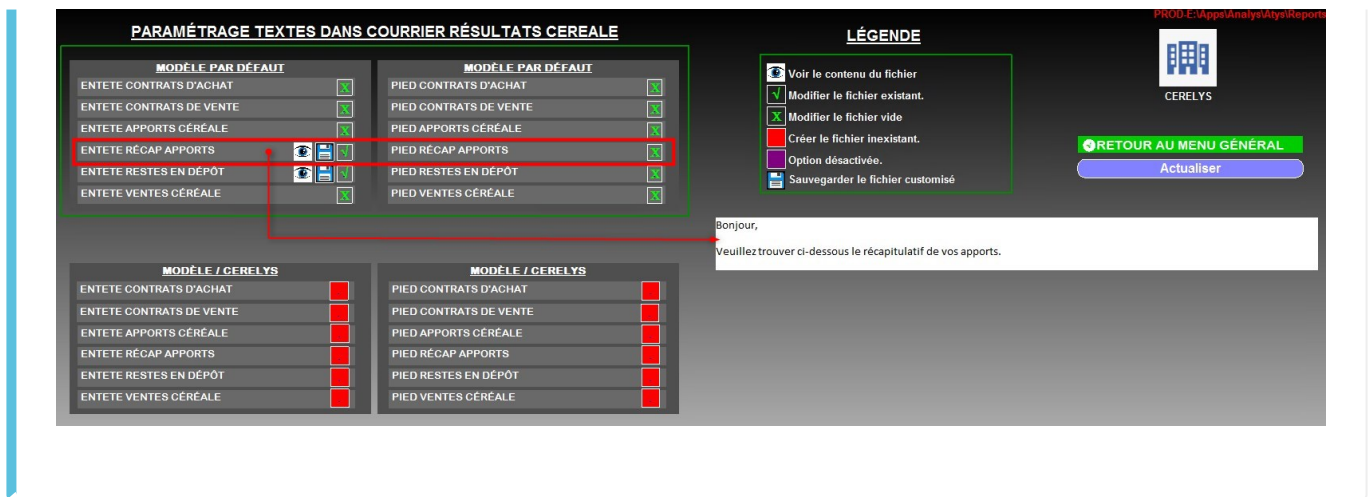 PROD-E:\Apps\Analys\Atys\Reports
PARAMÉTRAGE TEXTES DANS COURRIER RÉSULTATS CEREALE
MODÈLE PAR DÉFAUT
ENTETE CONTRATS D'ACHAT X
ENTETE CONTRATS DE VENTE X
ENTETE APPORTS CÉRÉALE X
ENTETE RÉCAP APPORTS √
ENTETE RESTES EN DÉPÔT √
ENTETE VENTES CÉRÉALE X
MODÈLE PAR DÉFAUT
PIED CONTRATS D'ACHAT X
PIED CONTRATS DE VENTE X
PIED APPORTS CÉRÉALE X
PIED RÉCAP APPORTS X
PIED RESTES EN DÉPÔT X
PIED VENTES CÉRÉALE X
LÉGENDE
Voir le contenu du fichier
√ Modifier le fichier existant.
X Modifier le fichier vide
Créer le fichier inexistant.
Option désactivée.
Sauvegarder le fichier customisé
CERELYS
RETOUR AU MENU GÉNÉRAL
Actualiser
Bonjour,
Veuillez trouver ci-dessous le récapitulatif de vos apports.
MODÈLE / CERELYS
ENTETE CONTRATS D'ACHAT
ENTETE CONTRATS DE VENTE
ENTETE APPORTS CÉRÉALE
ENTETE RÉCAP APPORTS
ENTETE RESTES EN DÉPÔT
ENTETE VENTES CÉRÉALE
MODÈLE / CERELYS
PIED CONTRATS D'ACHAT
PIED CONTRATS DE VENTE
PIED APPORTS CÉRÉALE
PIED RÉCAP APPORTS
PIED RESTES EN DÉPÔT
PIED VENTES CÉRÉALE